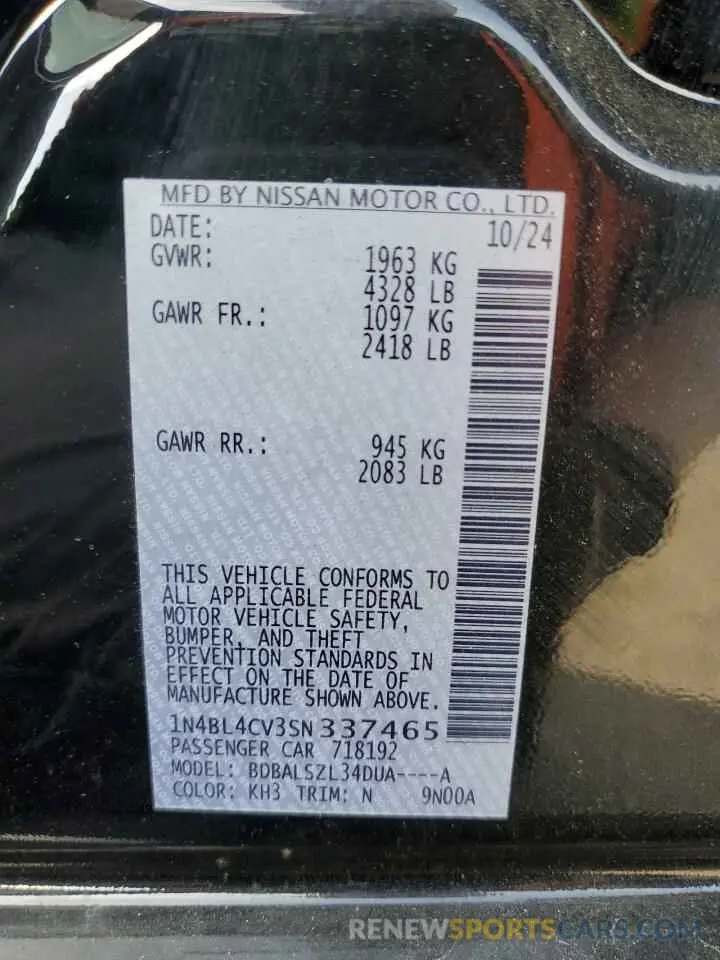 MFD BY NISSAN MOTOR CO., LTD.
DATE: 10/24
GVWR: 1963 KG
4328 LB
GAWR FR.: 1097 KG
2418 LB
GAWR RR.: 945 KG
2083 LB
THIS VEHICLE CONFORMS TO
ALL APPLICABLE FEDERAL
MOTOR VEHICLE SAFETY,
BUMPER, AND THEFT
PREVENTION STANDARDS IN
EFFECT ON THE DATE OF
MANUFACTURE SHOWN ABOVE.
1N4BL4CV3SN337465
PASSENGER CAR 718192
MODEL: BDBALSZL34DUA----A
COLOR: KH3 TRIM: N 9N00A
RENEWSPORTSCARS.COM